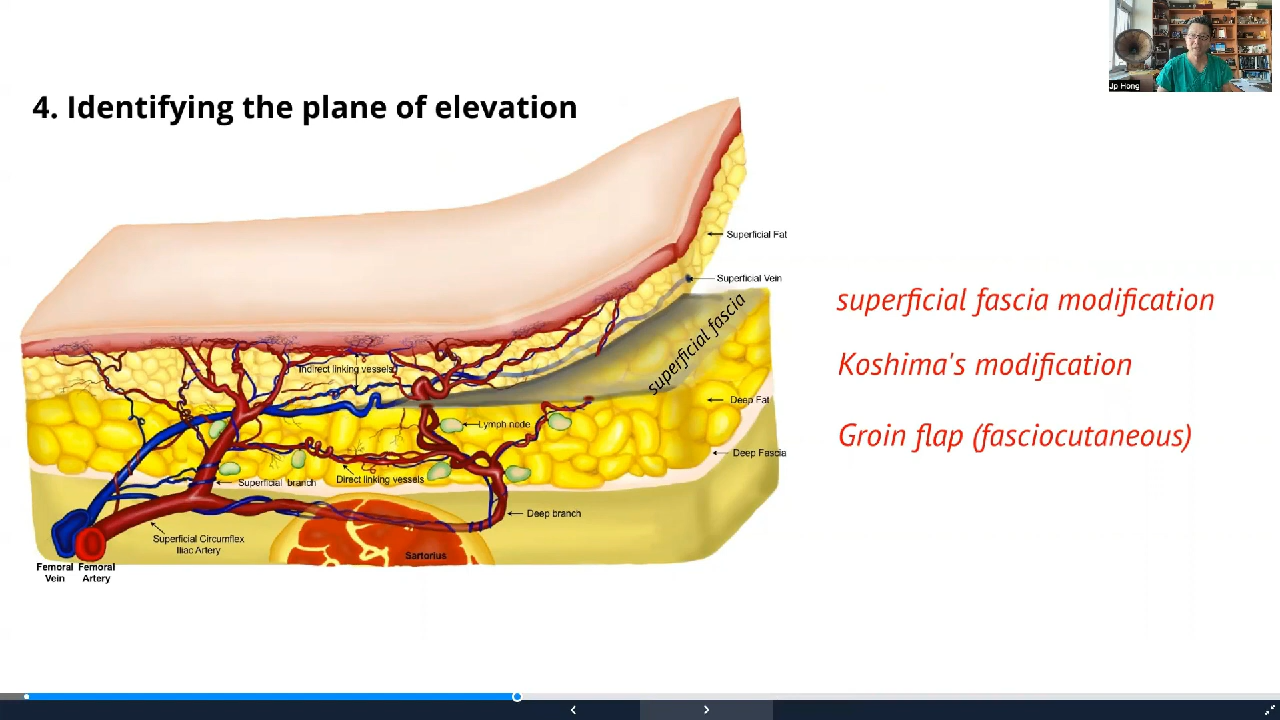 Jp Hong
4. Identifying the plane of elevation
Superficial Fat
Superficial Vein
superficial fascia
superficial fascia modification
Indirect linking vessels
Koshima's modification
Deep Fat
Lymph node
Groin flap (fasciocutaneous)
Deep Fascia
Direct linking vessels
Superficial branch
Deep branch
Superficial Circumflex
Iliac Artery
Sartorius
Femoral
Vein
Femoral
Artery